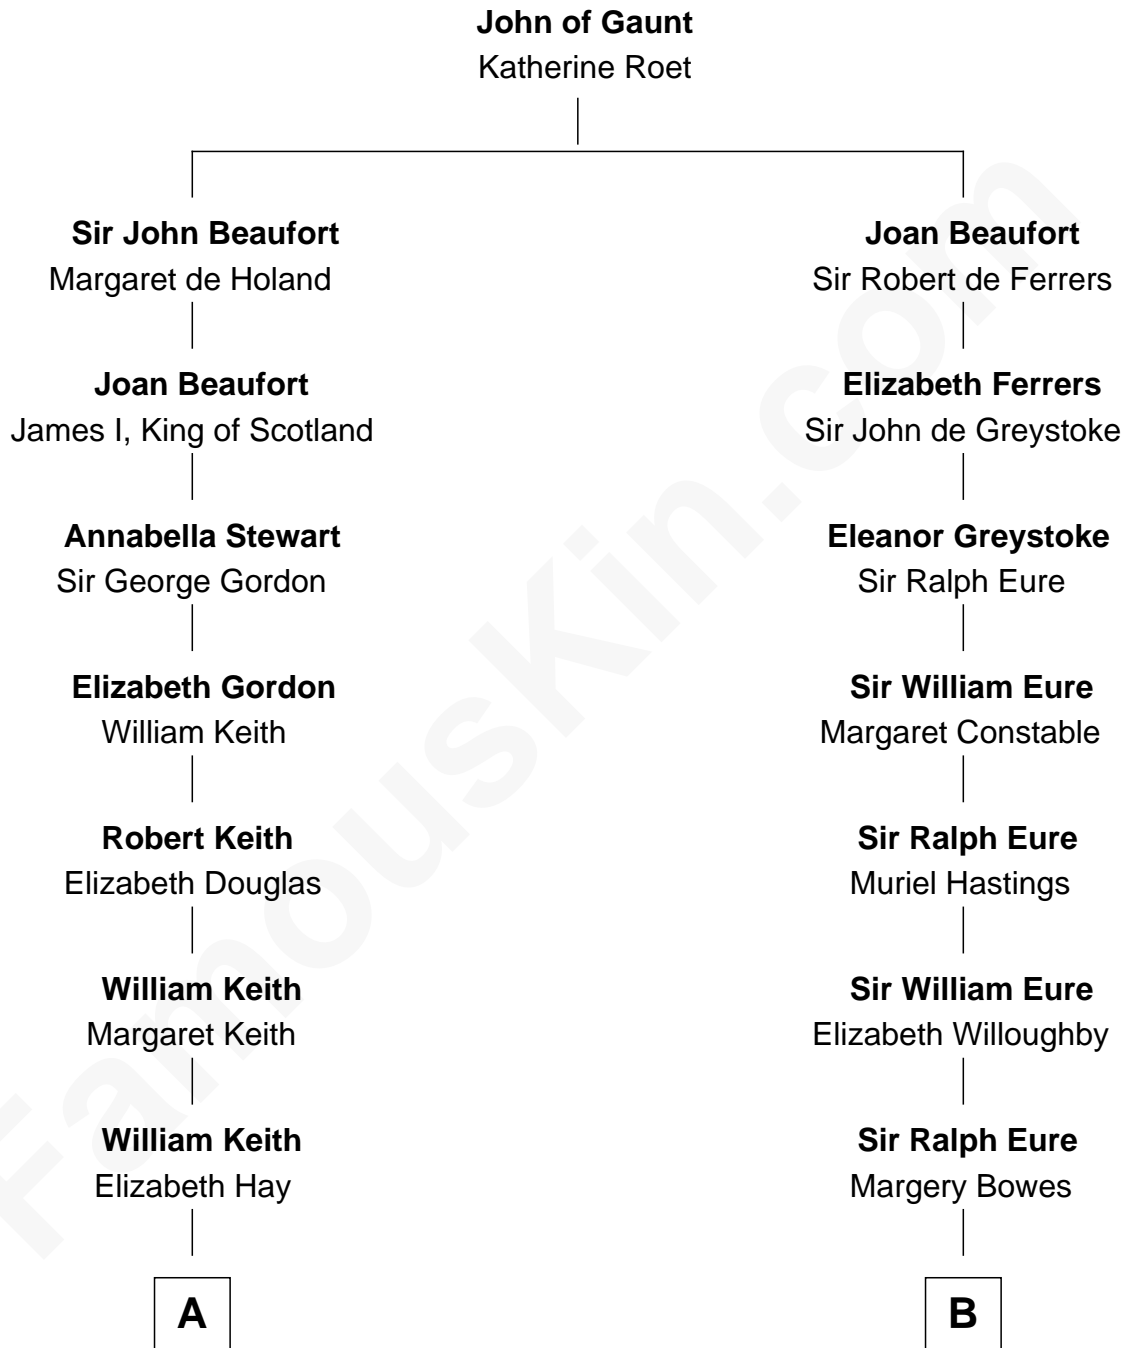 John of Gaunt
Katherine Roet
Sir John Beaufort
Margaret de Holand
Joan Beaufort
James I, King of Scotland
Annabella Stewart
Sir George Gordon
Elizabeth Gordon
William Keith
Robert Keith
Elizabeth Douglas
William Keith
Margaret Keith
William Keith
Elizabeth Hay
A
Joan Beaufort
Sir Robert de Ferrers
Elizabeth Ferrers
Sir John de Greystoke
Eleanor Greystoke
Sir Ralph Eure
Sir William Eure
Margaret Constable
Sir Ralph Eure
Muriel Hastings
Sir William Eure
Elizabeth Willoughby
Sir Ralph Eure
Margery Bowes
B
FamousKin.com